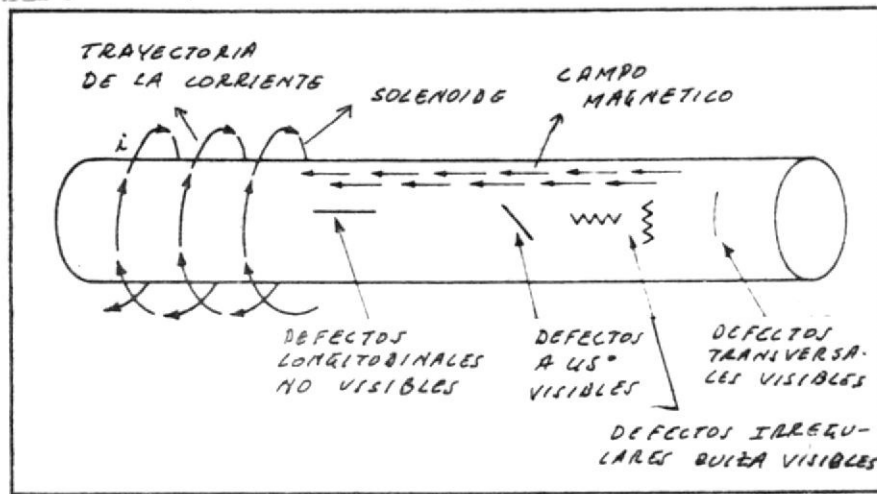 TRAYECTORIA
DE LA CORRIENTE
SOLENOIDE
CAMPO
MAGNETICO
i
DEFECTOS
LONGITOBINALES
NO VISIBLES
DEFECTOS
A 45°
VISIBLES
DEFECTOS
TRANSVERSA-
LES VISIBLES
DEFECTOS IRREGU-
LARES QUIZA VISIBLES